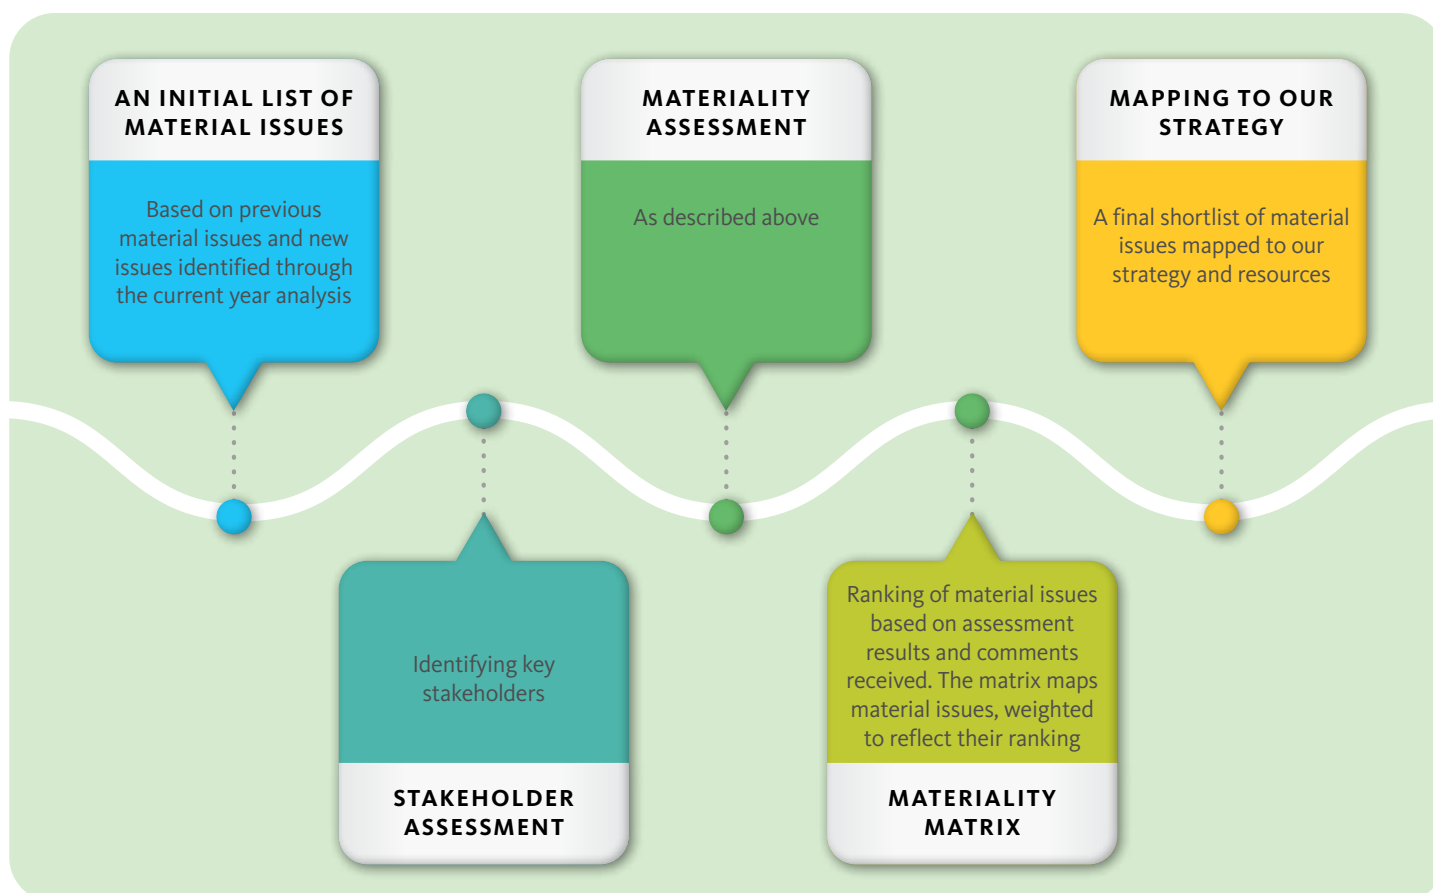 AN INITIAL LIST OF
MATERIAL ISSUES
Based on previous
material issues and new
issues identified through
the current year analysis
Identifying key
stakeholders
STAKEHOLDER
ASSESSMENT
MATERIALITY
ASSESSMENT
As described above
Ranking of material issues
based on assessment
results and comments
received. The matrix maps
material issues, weighted
to reflect their ranking
MATERIALITY
MATRIX
MAPPING TO OUR
STRATEGY
A final shortlist of material
issues mapped to our
strategy and resources